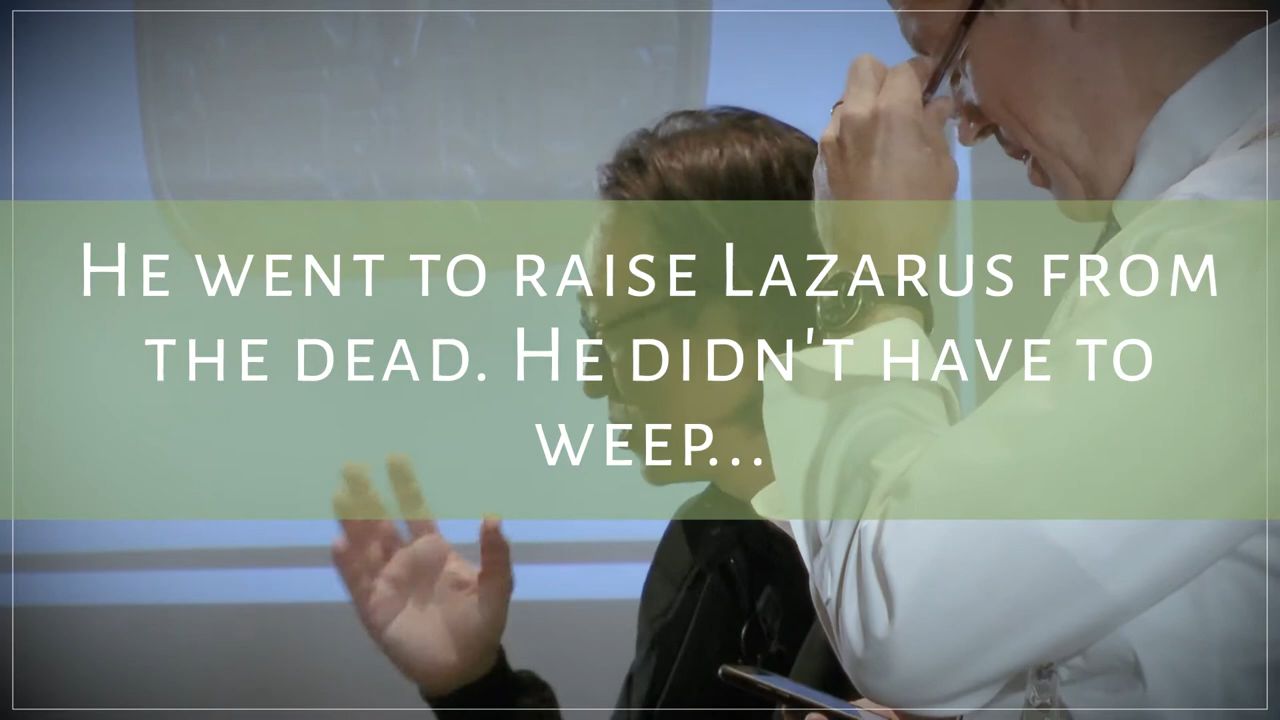 He went to raise Lazarus from
the dead. He didn't have to
weep...